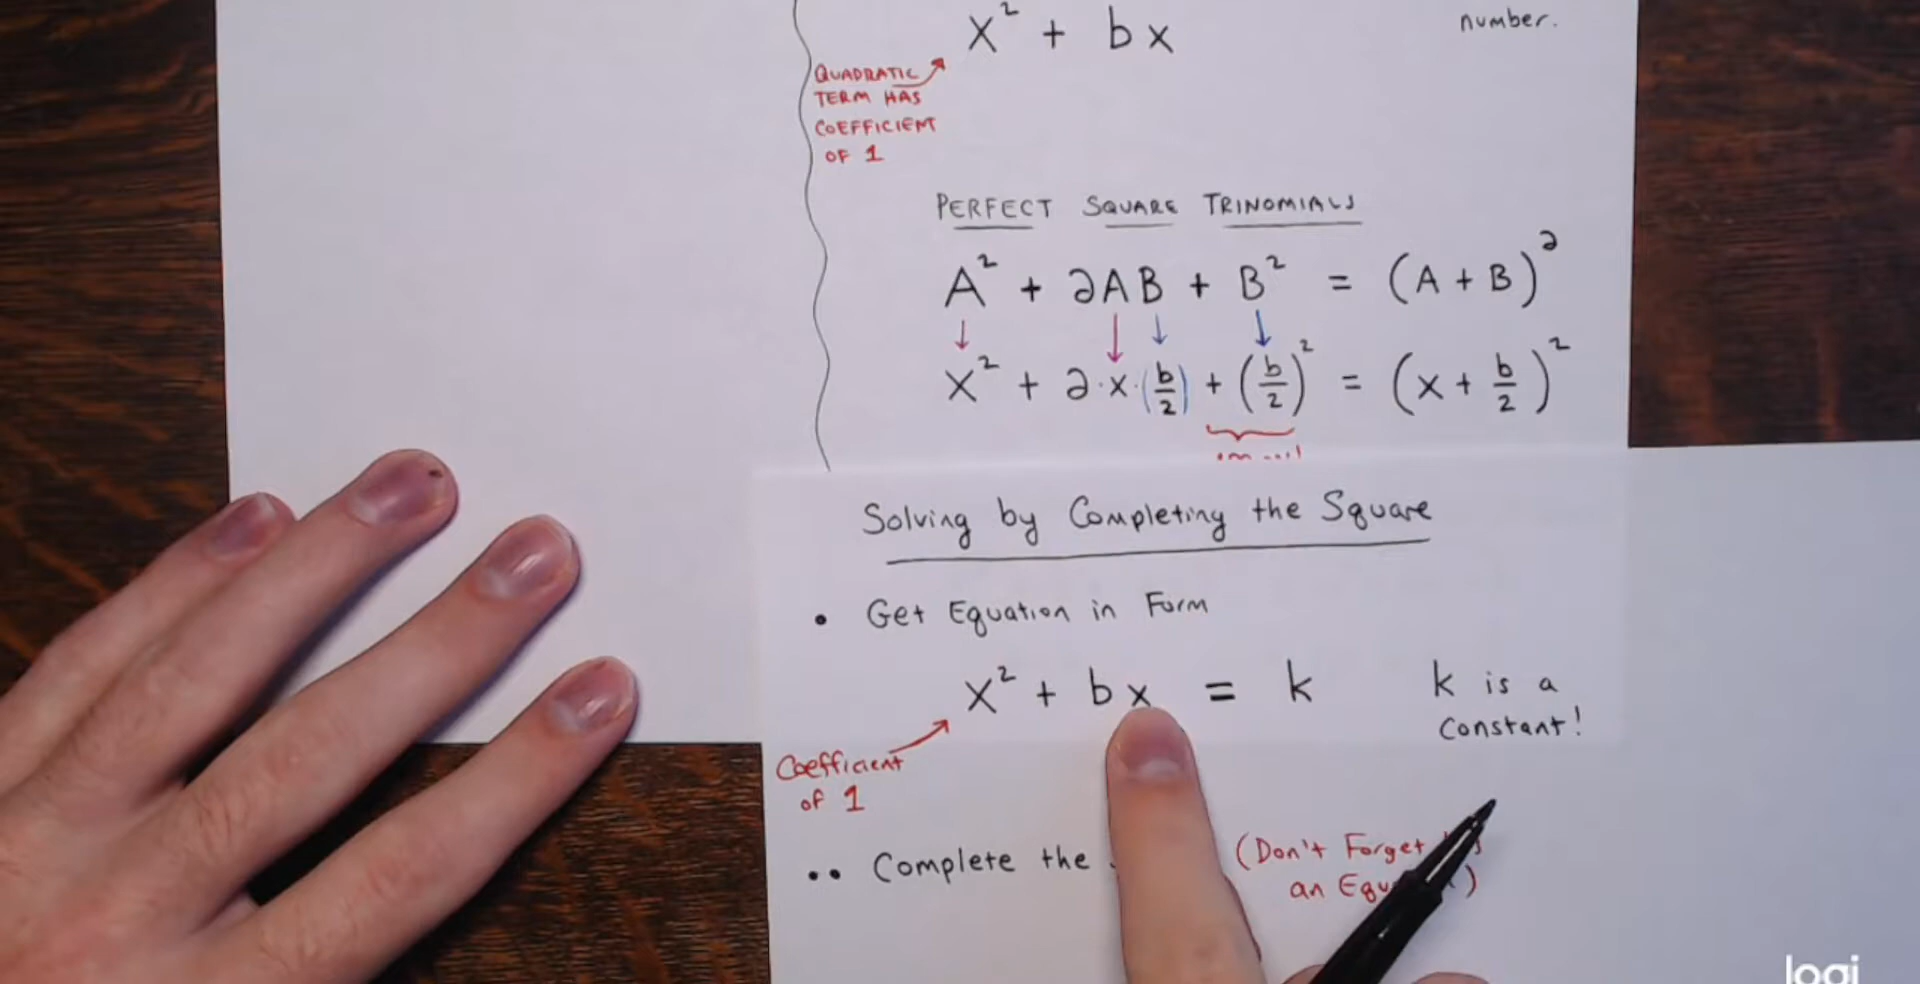 x² + bx
number.
QUADRATIC
TERM HAS
COEFFICIENT
OF 1
PERFECT SQUARE TRINOMIALS
A² + 2AB + B² = (A + B)²
x² + 2·x·(b/2) + (b/2)² = (x + b/2)²
Solving by Completing the Square
• Get Equation in Form
x² + bx = k
k is a
constant!
Coefficient
of 1
•• Complete the
(Don't Forget
an
logi